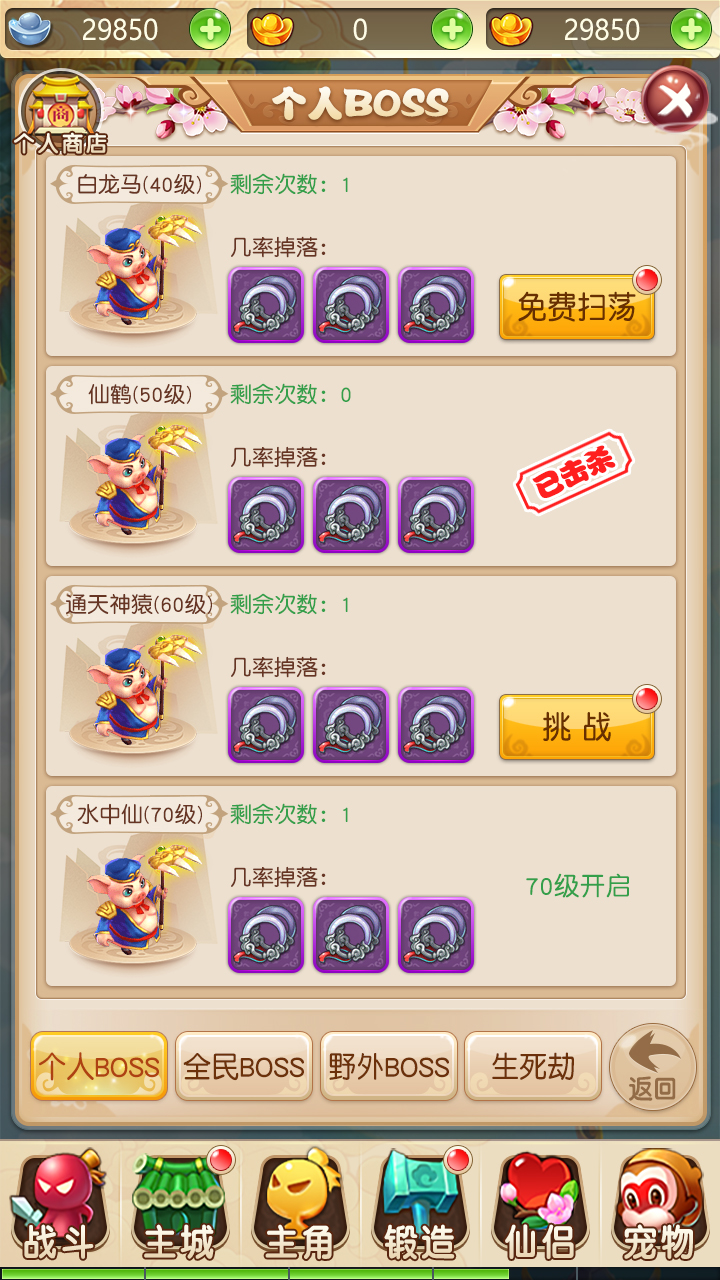 29850
0
29850
个人BOSS
商
个人商店
白龙马(40级)
剩余次数：1
几率掉落：
免费扫荡
仙鹤(50级)
剩余次数：0
几率掉落：
已击杀
通天神猿(60级)
剩余次数：1
几率掉落：
挑战
水中仙(70级)
剩余次数：1
几率掉落：
70级开启
个人BOSS
全民BOSS
野外BOSS
生死劫
返回
战斗
主城
主角
锻造
仙侣
宠物